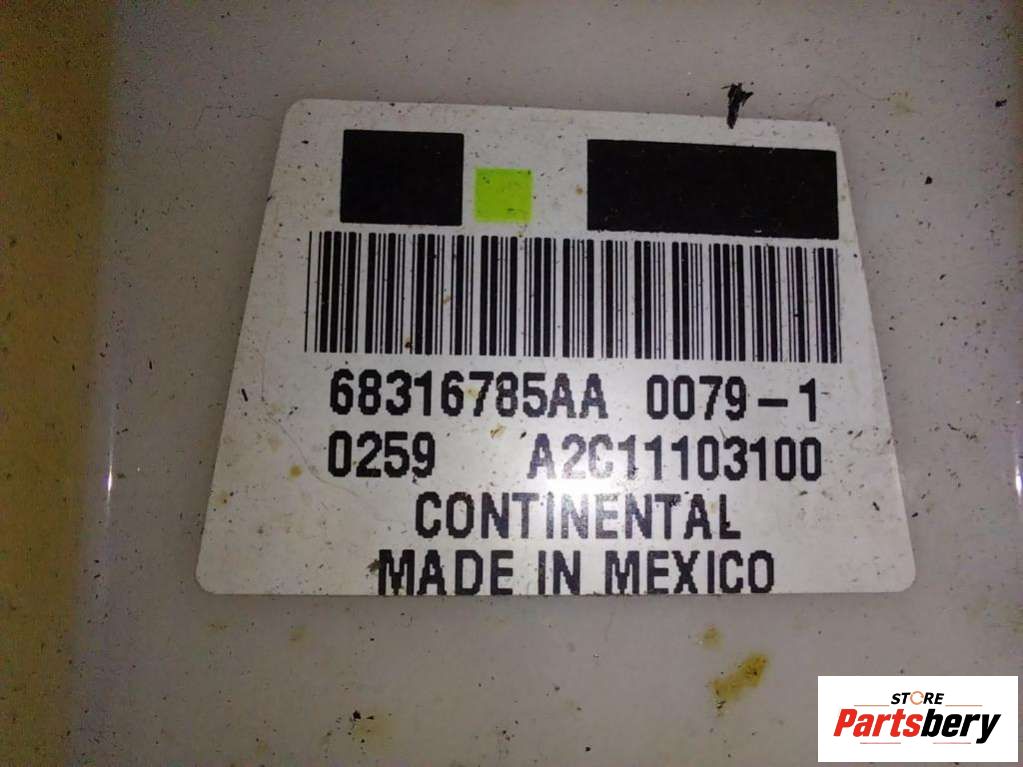 68316785AA 0079-1
0259 A2C11103100
CONTINENTAL
MADE IN MEXICO
STORE
Partsbery